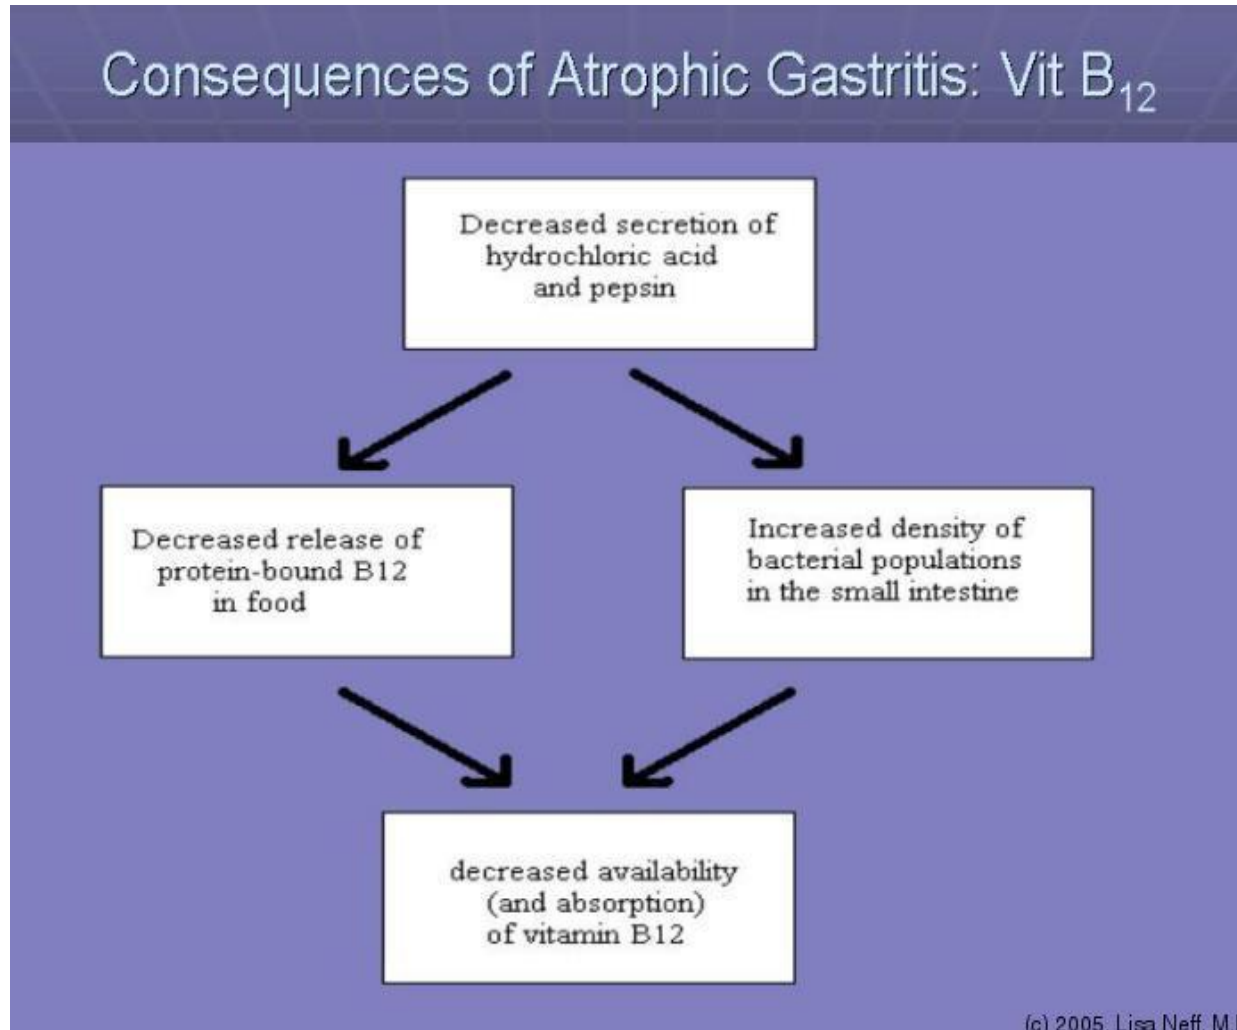 Consequences of Atrophic Gastritis: Vit B12
Decreased secretion of
hydrochloric acid
and pepsin
Decreased release of
protein-bound B12
in food
Increased density of
bacterial populations
in the small intestine
decreased availability
(and absorption)
of vitamin B12
(c) 2005, Lisa Neff, M.